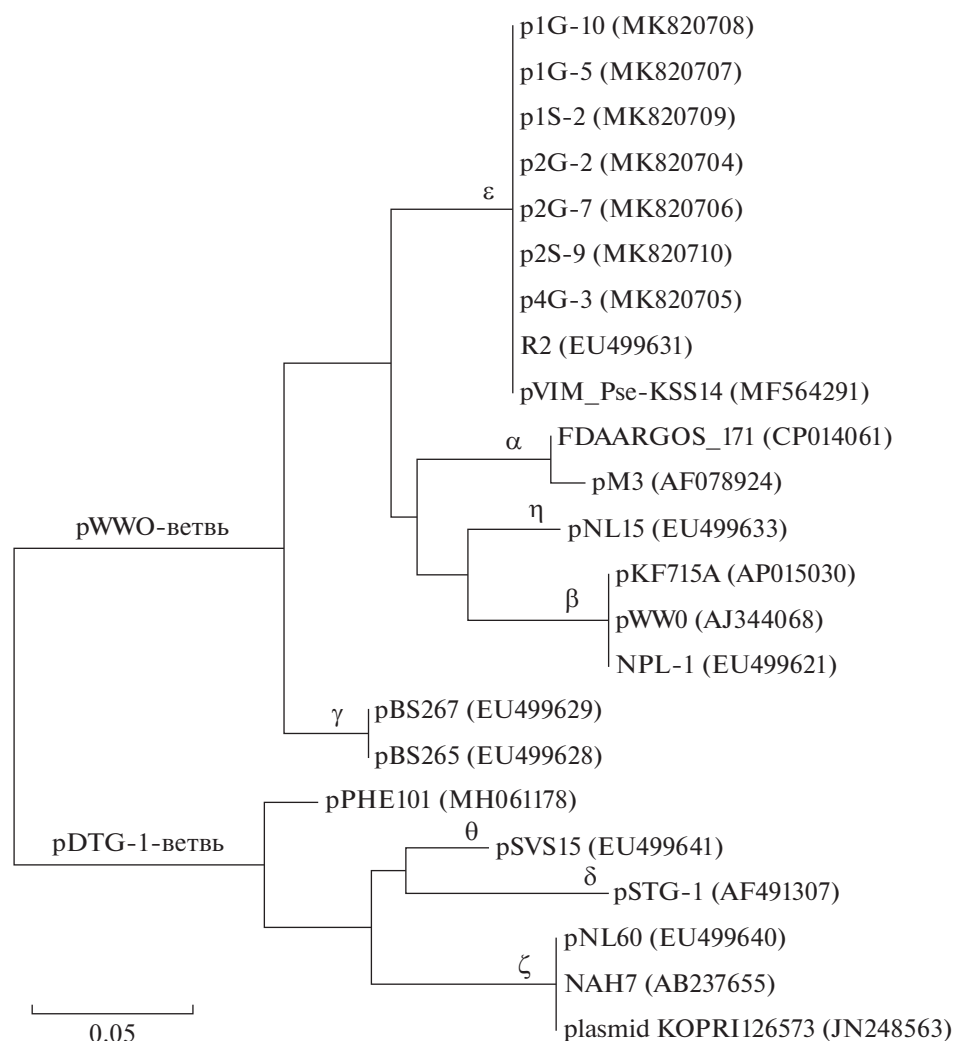 p1G-10 (MK820708)
p1G-5 (MK820707)
p1S-2 (MK820709)
p2G-2 (MK820704)
ε
p2G-7 (MK820706)
p2S-9 (MK820710)
p4G-3 (MK820705)
R2 (EU499631)
pVIM_Pse-KSS14 (MF564291)
α
FDAARGOS_171 (CP014061)
pM3 (AF078924)
η
pNL15 (EU499633)
pWWO-ветвь
pKF715A (AP015030)
β
pWW0 (AJ344068)
NPL-1 (EU499621)
γ
pBS267 (EU499629)
pBS265 (EU499628)
pPHE101 (MH061178)
θ
pSVS15 (EU499641)
pDTG-1-ветвь
δ
pSTG-1 (AF491307)
pNL60 (EU499640)
ζ
NAH7 (AB237655)
plasmid KOPRI126573 (JN248563)
0.05